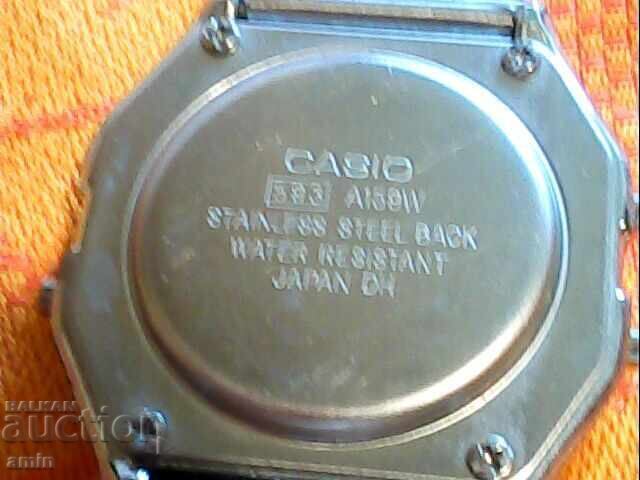 CASIO
593 A159W
STAINLESS STEEL BACK
WATER RESISTANT
JAPAN DH
BALKAN
auction
amin